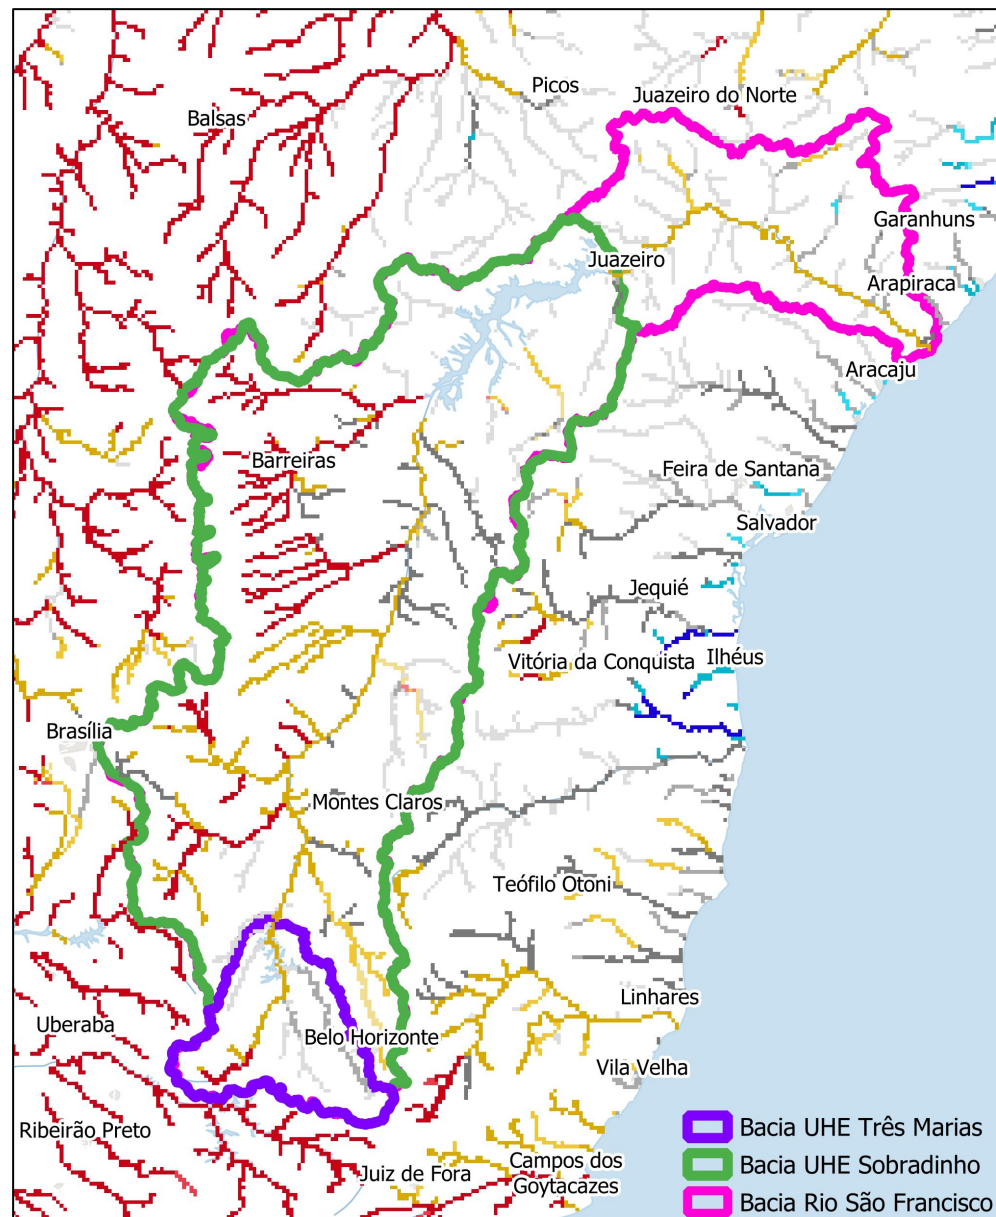 Picos
Juazeiro do Norte
Balsas
Garanhuns
Juazeiro
Arapiraca
Aracaju
Barreiras
Feira de Santana
Salvador
Jequié
Vitória da Conquista
Ilhéus
Brasília
Montes Claros
Teófilo Otoni
Linhares
Uberaba
Belo Horizonte
Vila Velha
Ribeirão Preto
Juiz de Fora
Campos dos
Goytacazes
Bacia UHE Três Marias
Bacia UHE Sobradinho
Bacia Rio São Francisco